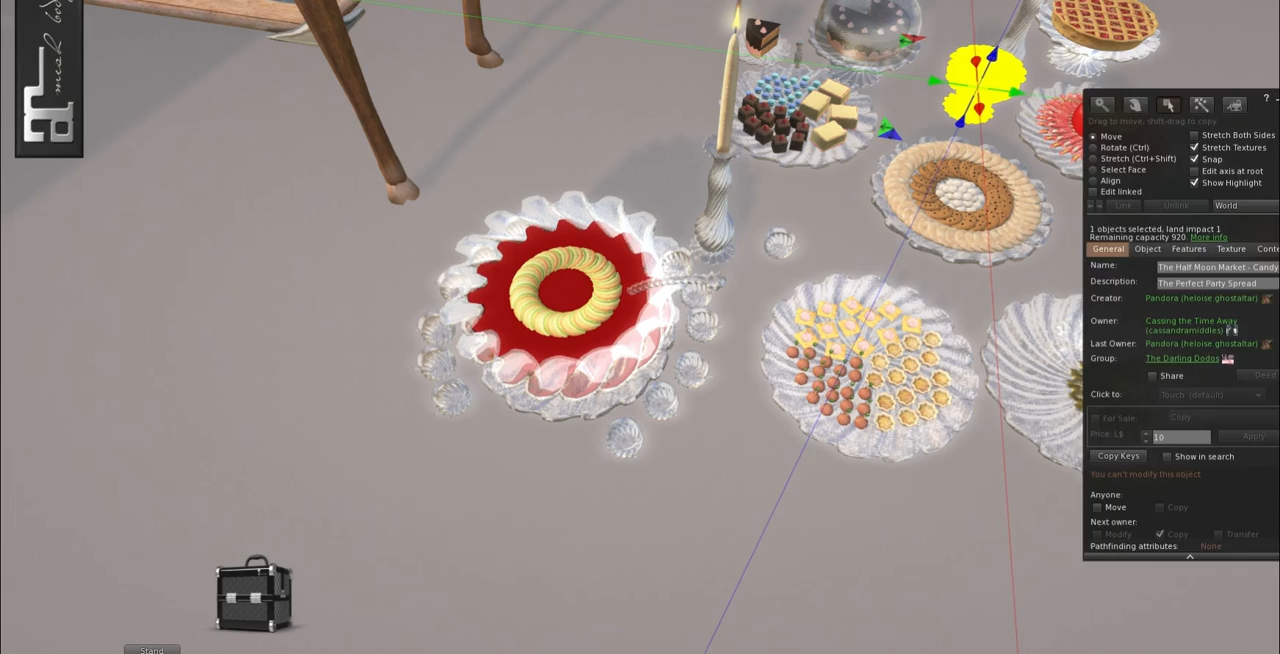 mesh body
?
Drag to move, shift-drag to copy
Move
Rotate (Ctrl)
Stretch (Ctrl+Shift)
Select Face
Align
Edit linked
Stretch Both Sides
Stretch Textures
Snap
Edit axis at root
Show Highlight
Link
Unlink
World
1 objects selected, land impact 1
Remaining capacity 920. More info
General Object Features Texture Conte
Name: The Half Moon Market - Candy
Description: The Perfect Party Spread
Creator: Pandora (heloise.ghostaltar)
Owner: Cassing the Time Away
(cassandramiddles)
Last Owner: Pandora (heloise.ghostaltar)
Group: The Darling Dodos
Share
Deed
Click to: Touch (default)
For Sale: Copy
Price: L$ 10 Apply
Copy Keys Show in search
You can't modify this object
Anyone:
Move Copy
Next owner:
Modify Copy Transfer
Pathfinding attributes: None
Stand